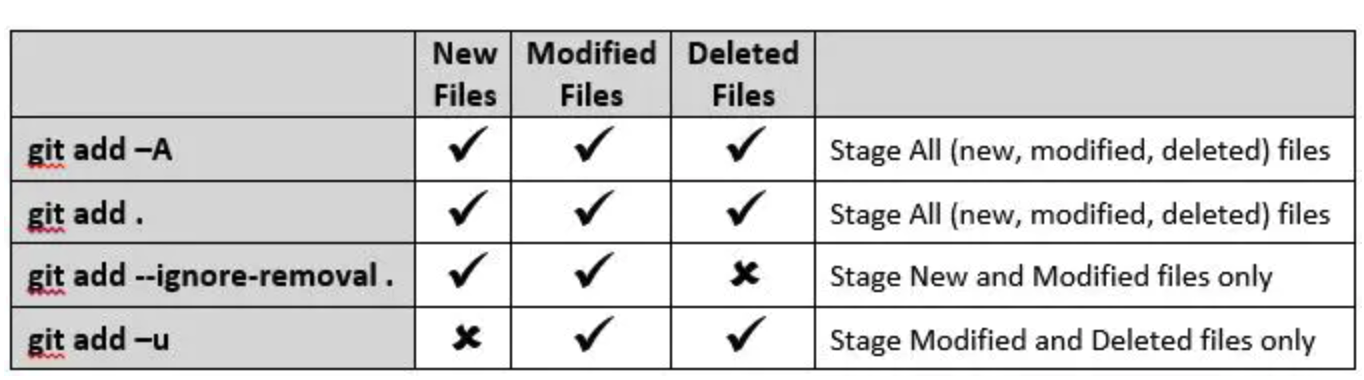 New Files Modified Files Deleted Files
git add –A ✓ ✓ ✓ Stage All (new, modified, deleted) files
git add . ✓ ✓ ✓ Stage All (new, modified, deleted) files
git add --ignore-removal . ✓ ✓ ✗ Stage New and Modified files only
git add –u ✗ ✓ ✓ Stage Modified and Deleted files only